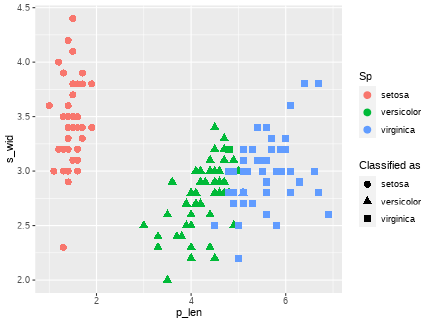 4.5
4.0
3.5
3.0
2.5
2.0
s_wid
2
4
6
p_len
Sp
setosa
versicolor
virginica
Classified as
setosa
versicolor
virginica